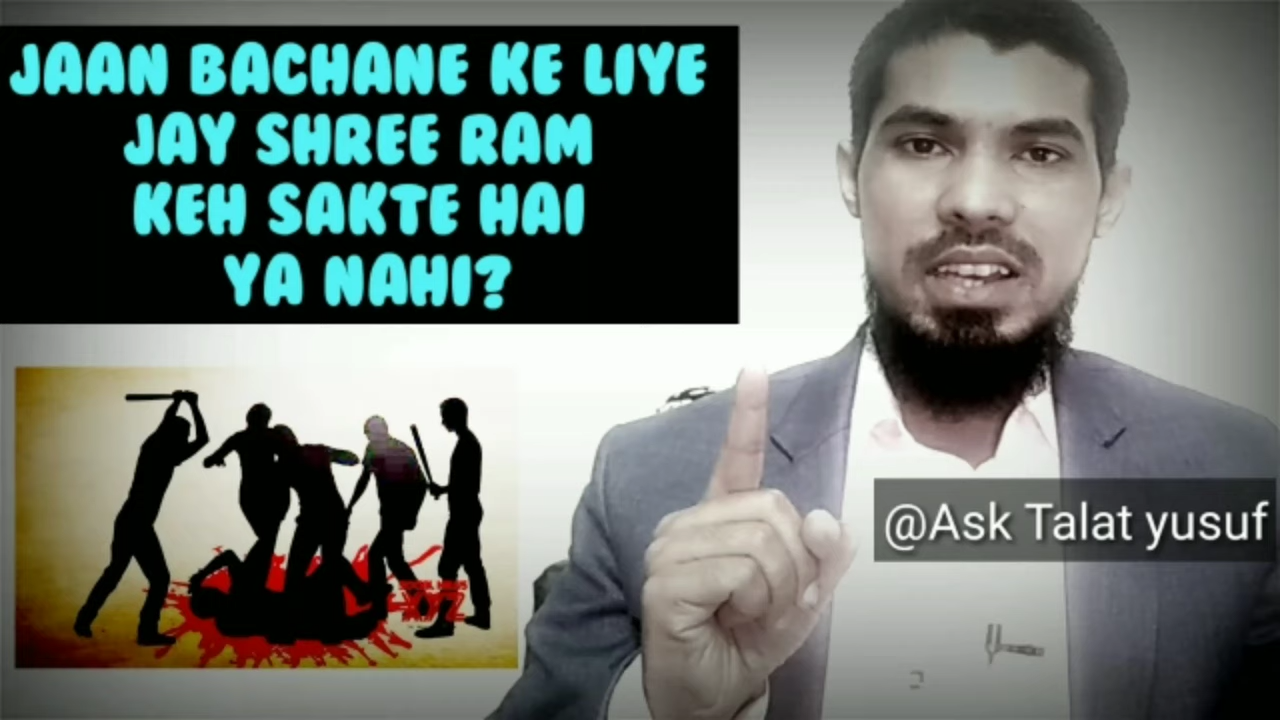 JAAN BACHANE KE LIYE
JAY SHREE RAM
KEH SAKTE HAI
YA NAHI?
@Ask Talat yusuf